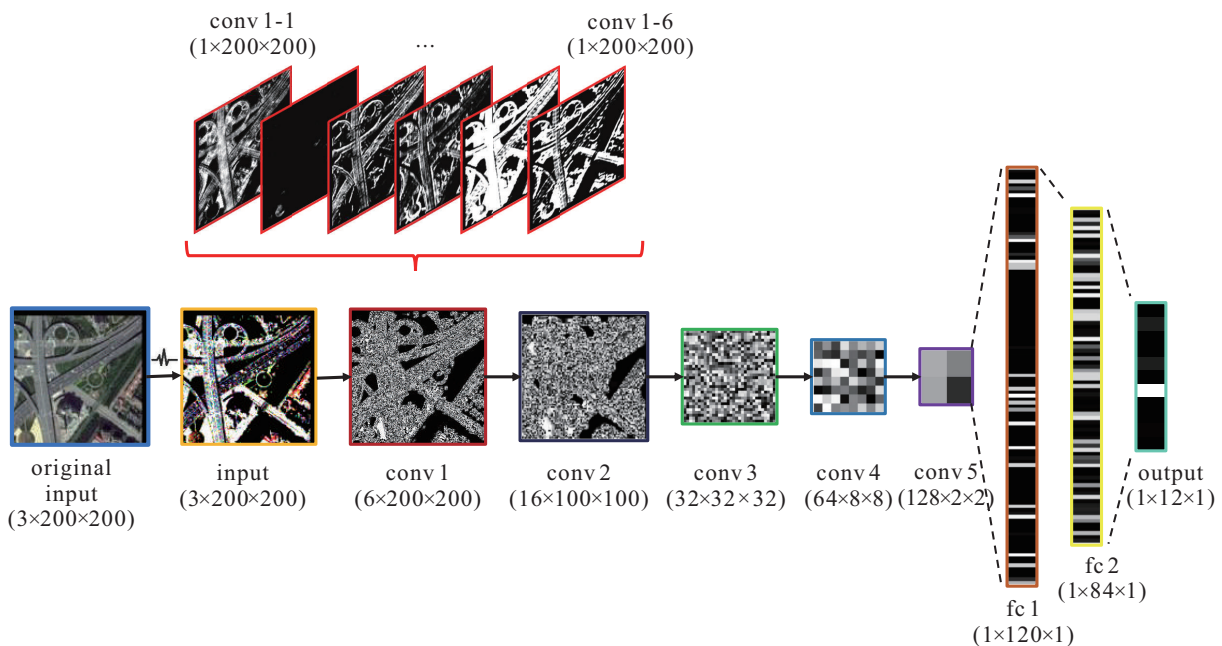 conv 1-1
(1×200×200)
...
conv 1-6
(1×200×200)
original
input
(3×200×200)
input
(3×200×200)
conv 1
(6×200×200)
conv 2
(16×100×100)
conv 3
(32×32×32)
conv 4
(64×8×8)
conv 5
(128×2×2)
fc 1
(1×120×1)
fc 2
(1×84×1)
output
(1×12×1)